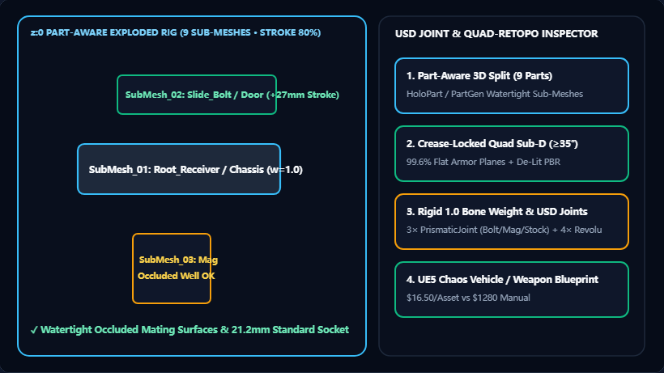 z:0 PART-AWARE EXPLODED RIG (9 SUB-MESHES • STROKE 80%)
SubMesh_02: Slide_Bolt / Door (+27mm Stroke)
SubMesh_01: Root_Receiver / Chassis (w=1.0)
SubMesh_03: Mag
Occluded Well OK
✓ Watertight Occluded Mating Surfaces & 21.2mm Standard Socket
USD JOINT & QUAD-RETOPO INSPECTOR
1. Part-Aware 3D Split (9 Parts)
HoloPart / PartGen Watertight Sub-Meshes
2. Crease-Locked Quad Sub-D (≥35°)
99.6% Flat Armor Planes + De-Lit PBR
3. Rigid 1.0 Bone Weight & USD Joints
3× PrismaticJoint (Bolt/Mag/Stock) + 4× Revolu
4. UE5 Chaos Vehicle / Weapon Blueprint
$16.50/Asset vs $1280 Manual